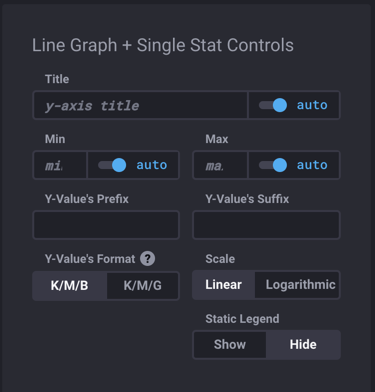 Line Graph + Single Stat Controls
Title
y-axis title auto
Min Max
mi. auto ma. auto
Y-Value's Prefix Y-Value's Suffix
Y-Value's Format ? Scale
K/M/B K/M/G Linear Logarithmic
Static Legend
Show Hide